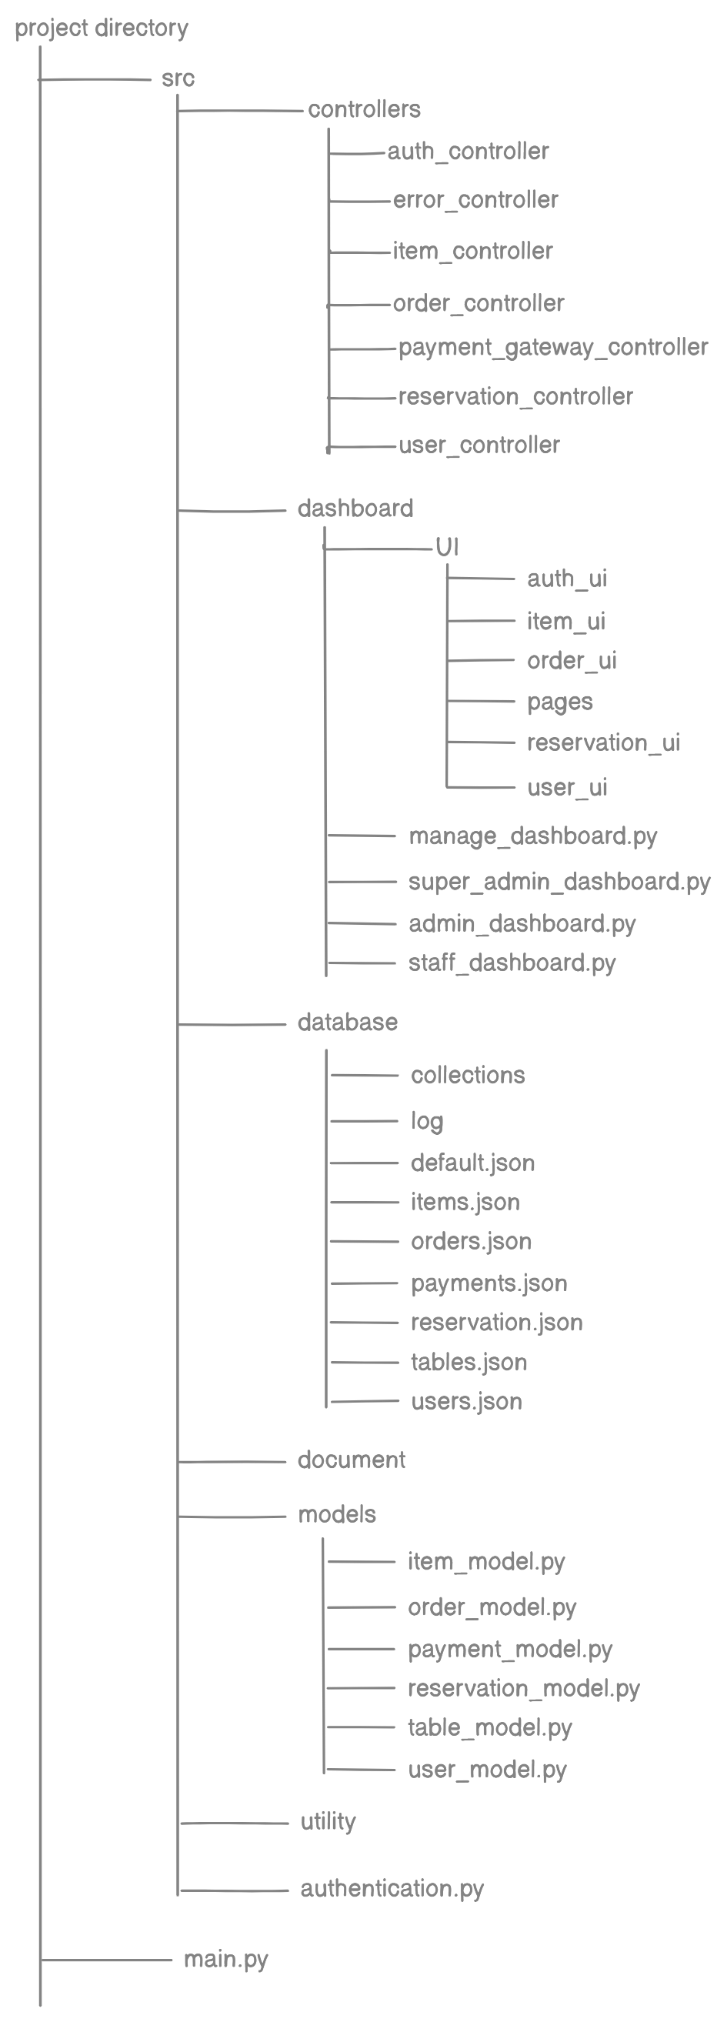 project directory
src
controllers
auth_controller
error_controller
item_controller
order_controller
payment_gateway_controller
reservation_controller
user_controller
dashboard
UI
auth_ui
item_ui
order_ui
pages
reservation_ui
user_ui
manage_dashboard.py
super_admin_dashboard.py
admin_dashboard.py
staff_dashboard.py
database
collections
log
default.json
items.json
orders.json
payments.json
reservation.json
tables.json
users.json
document
models
item_model.py
order_model.py
payment_model.py
reservation_model.py
table_model.py
user_model.py
utility
authentication.py
main.py